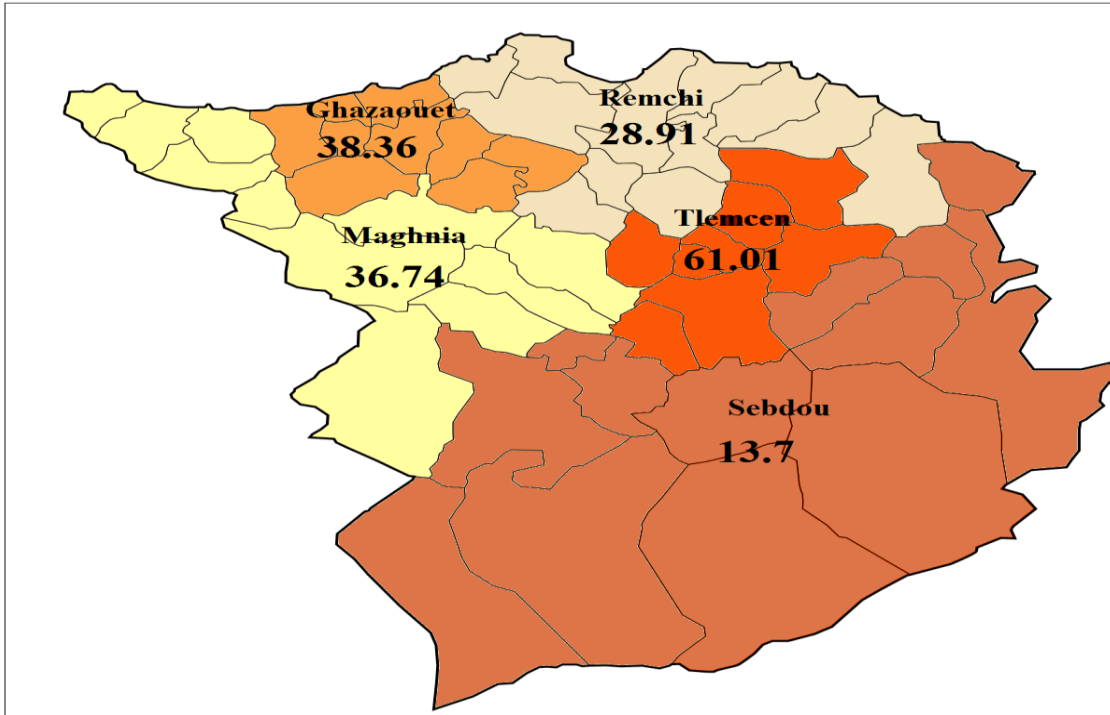 Remchi
28.91
Ghazaouet
38.36
Tlemcen
61.01
Maghnia
36.74
Sebdou
13.7